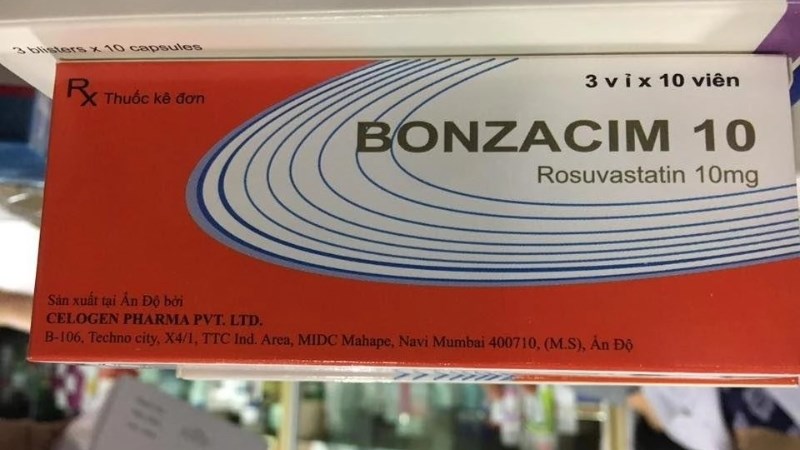 3 blisters x 10 capsules
Rx Thuốc kê đơn
3 vỉ x 10 viên
BONZACIM 10
Rosuvastatin 10mg
Sản xuất tại Ấn Độ bởi
CELOGEN PHARMA PVT. LTD.
B-106, Techno city, X4/1, TTC Ind. Area, MIDC Mahape, Navi Mumbai 400710, (M.S), Ấn Độ